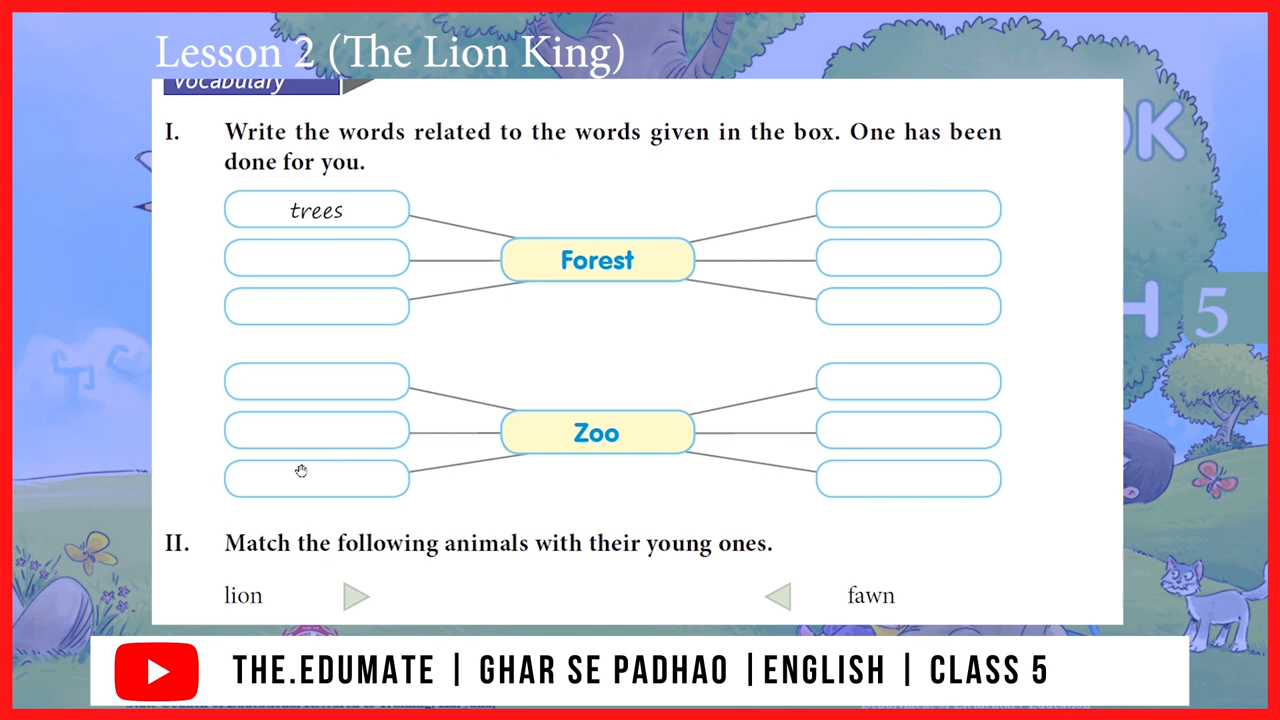 Lesson 2 (The Lion King)
Vocabulary
I. Write the words related to the words given in the box. One has been
done for you.
trees
Forest
Zoo
II. Match the following animals with their young ones.
lion
fawn
OK
H 5
THE.EDUMATE | GHAR SE PADHAO |ENGLISH | CLASS 5